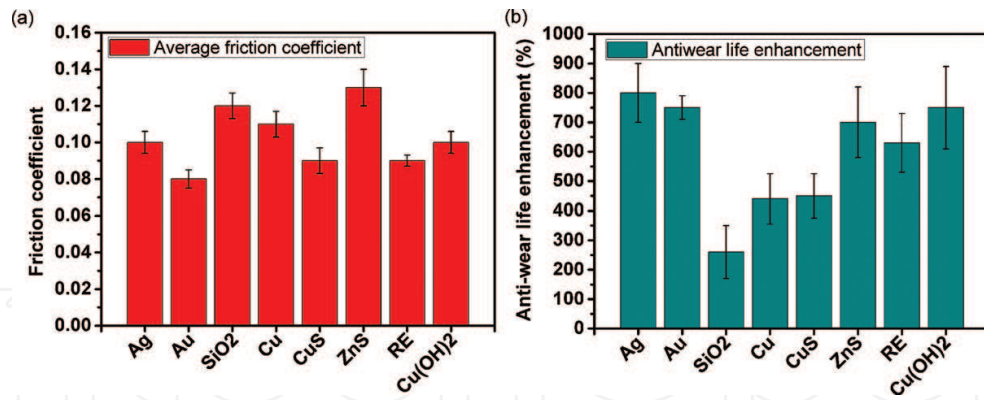 (a)
Average friction coefficient
Friction coefficient
0.16
0.14
0.12
0.10
0.08
0.06
0.04
0.02
0.00
Ag
Au
SiO2
Cu
CuS
ZnS
RE
Cu(OH)2
(b)
Antiwear life enhancement
Anti-wear life enhancement (%)
1000
900
800
700
600
500
400
300
200
100
0
Ag
Au
SiO2
Cu
CuS
ZnS
RE
Cu(OH)2